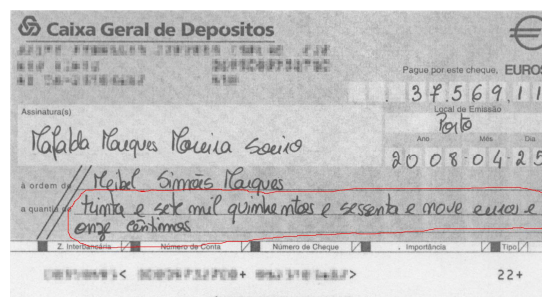 Caixa Geral de Depositos
Pague por este cheque, EUROS
37.569,11
Local de Emissão
Porto
Assinatura(s)
Ano Mês Dia
Mafalda Marques Moreira Soeiro
2008-04-25
à ordem de Meibel Simões Marques
a quantia de trinta e sete mil quinhentos e sessenta e nove euros e
onze cêntimos
Z. Interbancária Número de Conta Número de Cheque Importância Tipo
< + > 22+